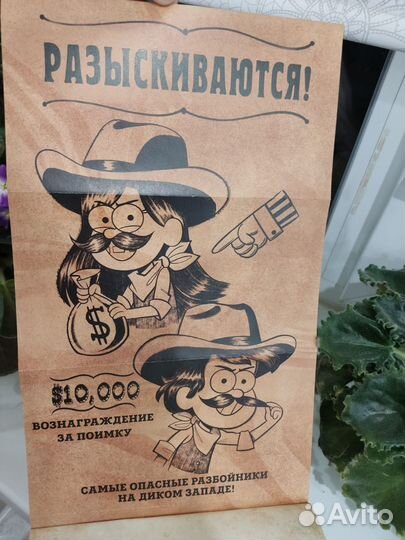 РАЗЫСКИВАЮТСЯ!
$
$10,000
ВОЗНАГРАЖДЕНИЕ
ЗА ПОИМКУ
САМЫЕ ОПАСНЫЕ РАЗБОЙНИКИ
НА ДИКОМ ЗАПАДЕ!
Avito